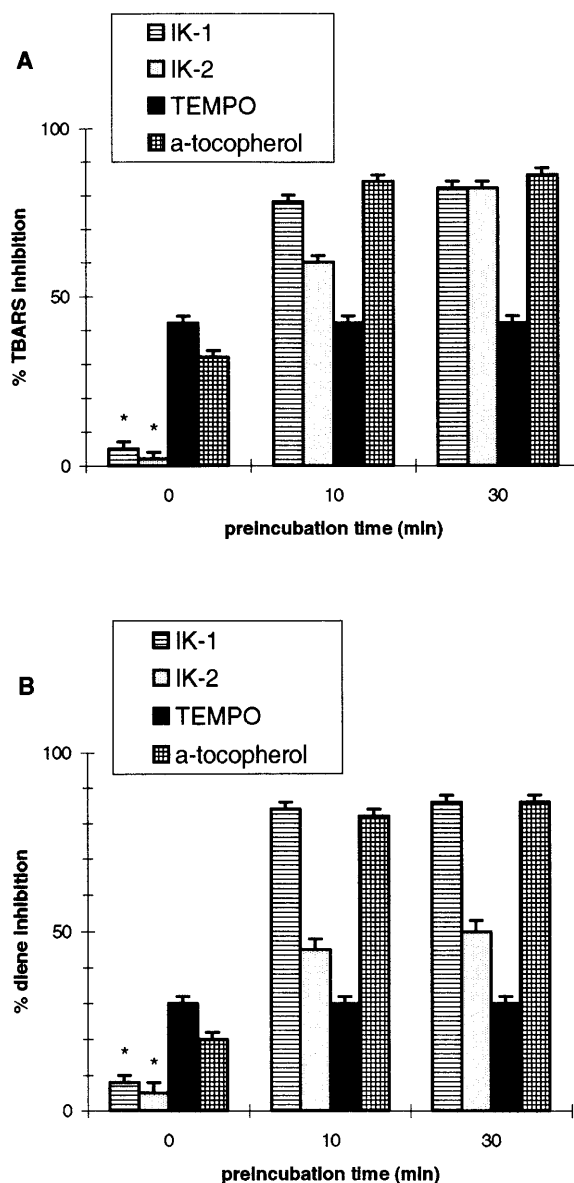 A
IK-1
IK-2
TEMPO
a-tocopherol
100
50
0
% TBARS inhibition
* *
0 10 30
preincubation time (min)
B
IK-1
IK-2
TEMPO
a-tocopherol
100
50
0
% diene inhibition
* *
0 10 30
preincubation time (min)